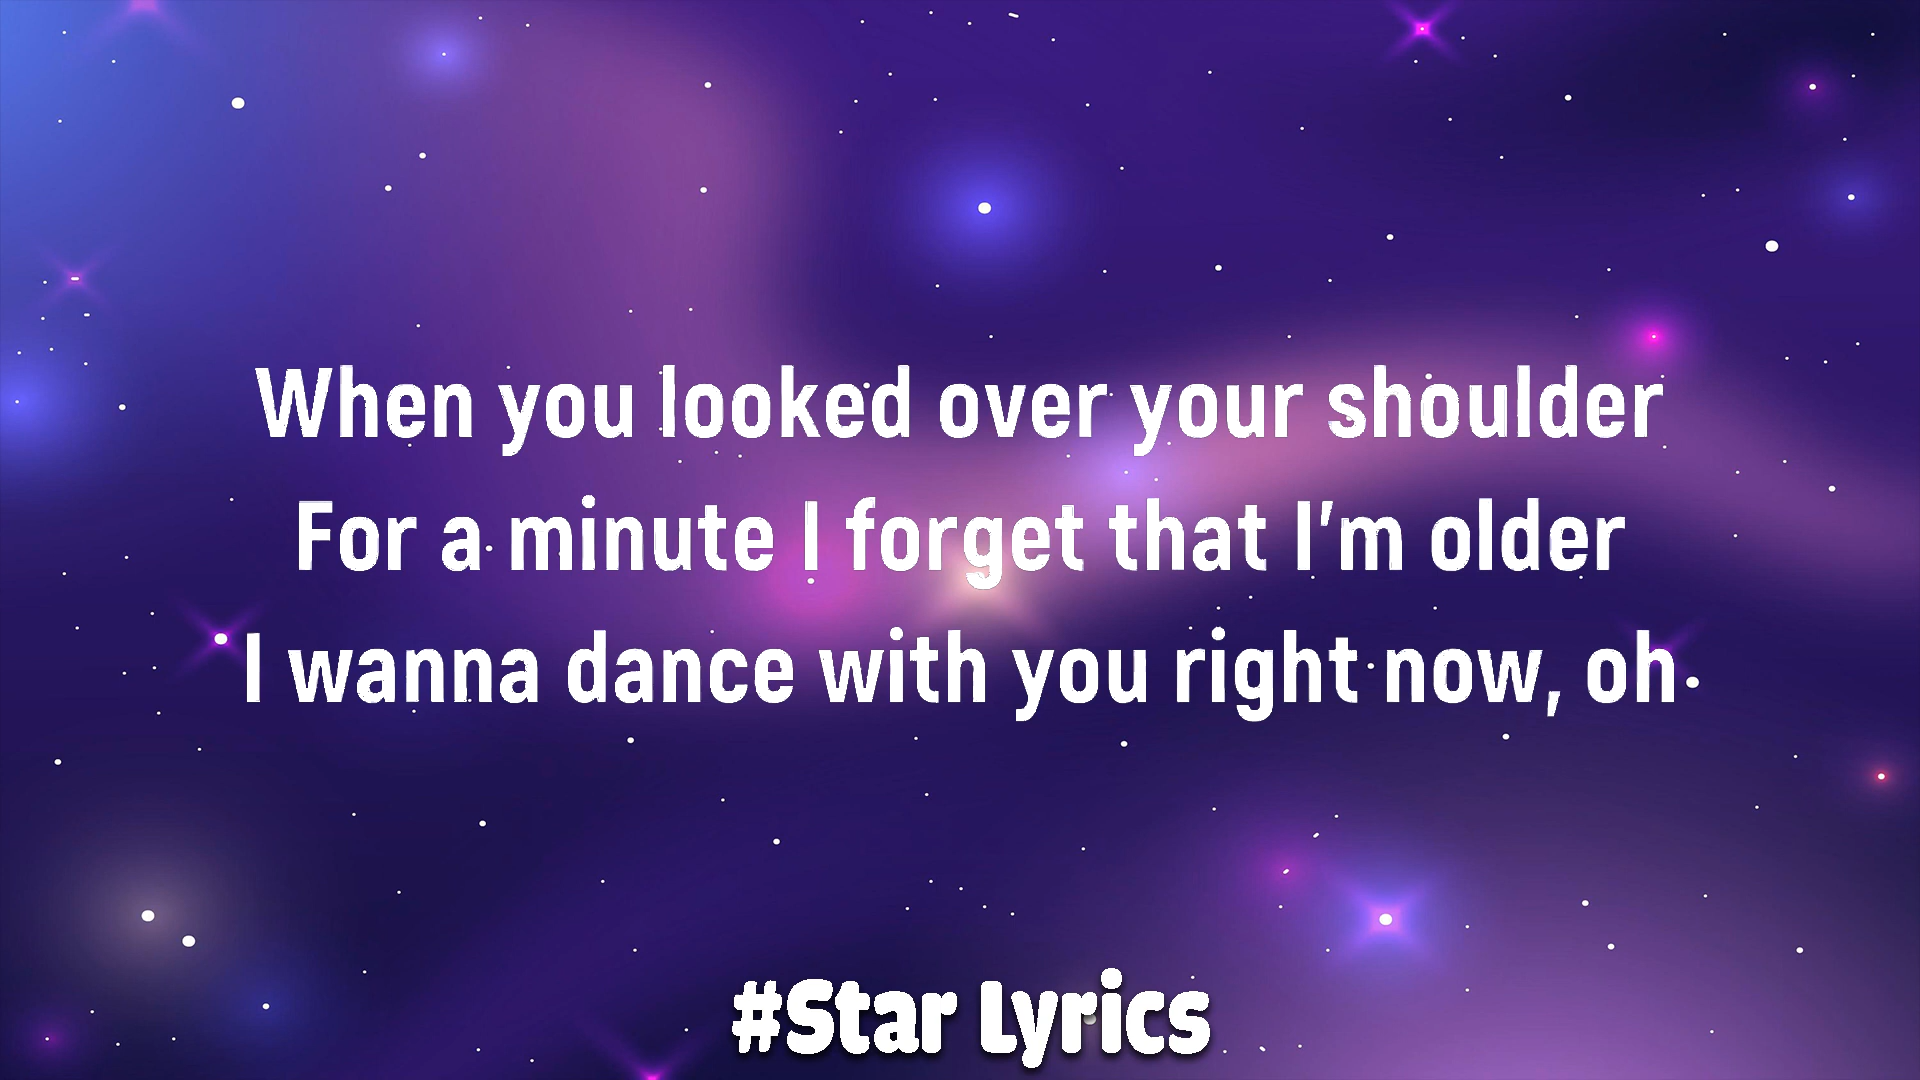 When you looked over your shoulder
For a minute I forget that I'm older
I wanna dance with you right now, oh
#Star Lyrics